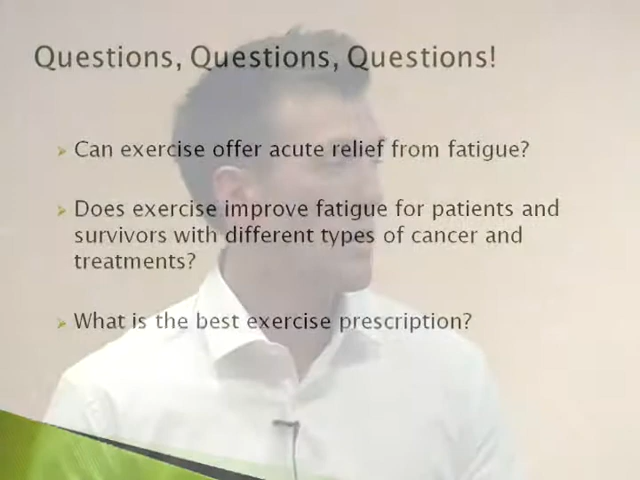 Questions, Questions, Questions!
Can exercise offer acute relief from fatigue?
Does exercise improve fatigue for patients and
survivors with different types of cancer and
treatments?
What is the best exercise prescription?